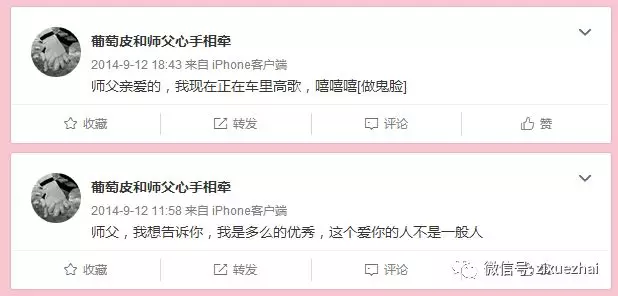 葡萄皮和师父心手相牵
2014-9-12 18:43 来自 iPhone客户端
师父亲爱的，我现在正在车里高歌，嘻嘻嘻[做鬼脸]
收藏 转发 评论 赞
葡萄皮和师父心手相牵
2014-9-12 11:58 来自 iPhone客户端
师父，我想告诉你，我是多么的优秀，这个爱你的人不是一般人
收藏 转发 评论 微信号: zixuezhai